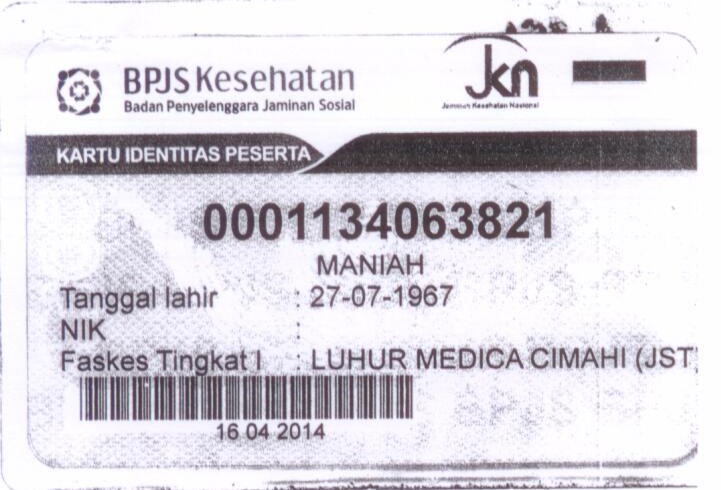 BPJS Kesehatan
Badan Penyelenggara Jaminan Sosial
jkn
Jaminan Kesehatan Nasional
KARTU IDENTITAS PESERTA
0001134063821
MANIAH
Tanggal lahir : 27-07-1967
NIK :
Faskes Tingkat I : LUHUR MEDICA CIMAHI (JST
16 04 2014